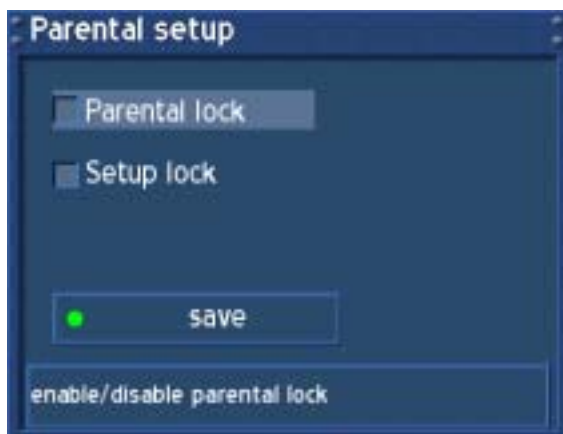 Parental setup
Parental lock
Setup lock
save
enable/disable parental lock